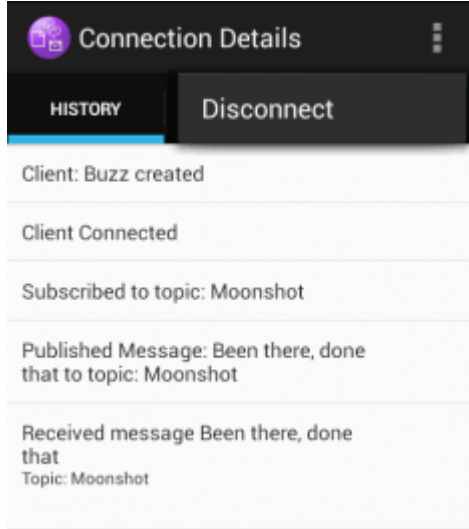 Connection Details
HISTORY
Disconnect
Client: Buzz created
Client Connected
Subscribed to topic: Moonshot
Published Message: Been there, done
that to topic: Moonshot
Received message Been there, done
that
Topic: Moonshot